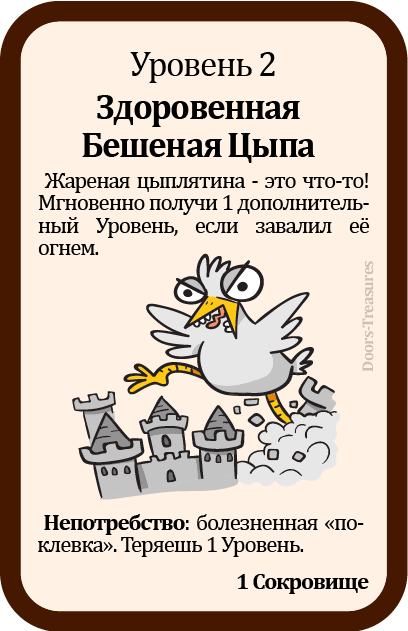 Уровень 2
Здоровенная
Бешеная Цыпа
Жареная цыплятина - это что-то!
Мгновенно получи 1 дополнитель-
ный Уровень, если завалил её
огнем.
Doors-Treasures
Непотребство: болезненная «по-
клевка». Теряешь 1 Уровень.
1 Сокровище